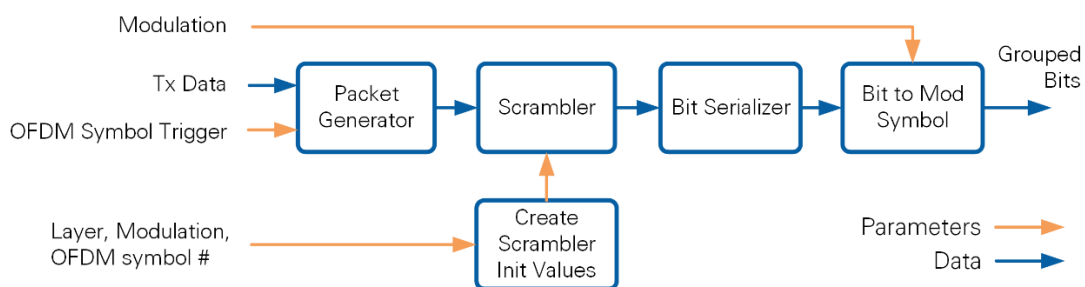 Modulation
Grouped
Bits
Tx Data
Packet
Generator
Scrambler
Bit Serializer
Bit to Mod
Symbol
OFDM Symbol Trigger
Layer, Modulation,
OFDM symbol #
Create
Scrambler
Init Values
Parameters
Data